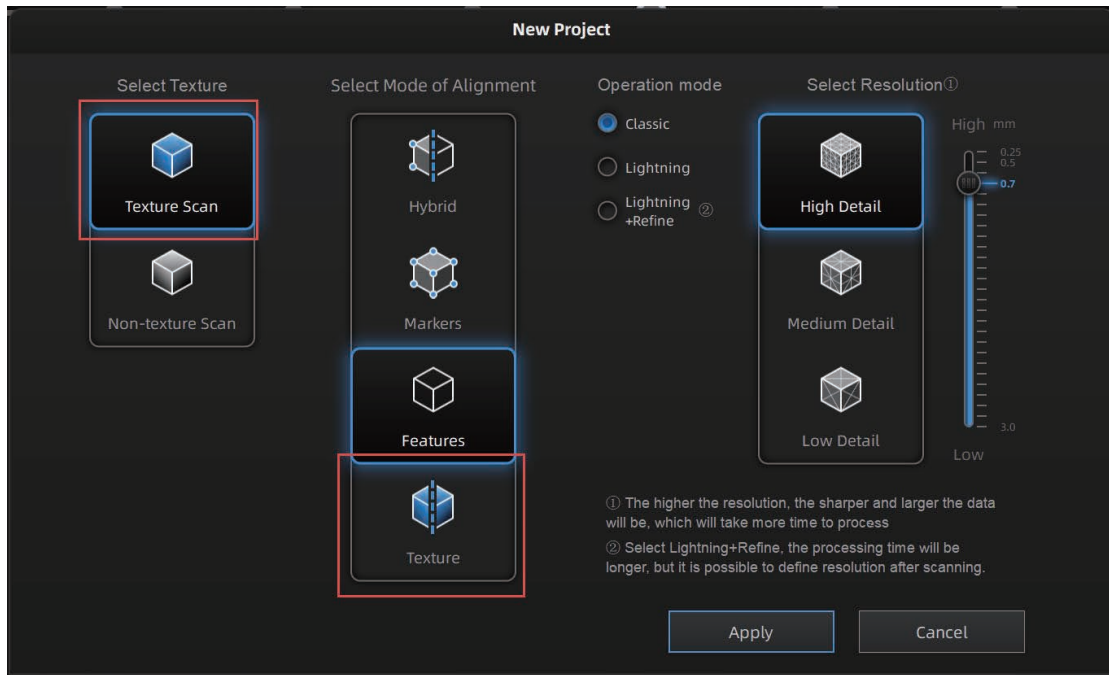 New Project
Select Texture
Texture Scan
Non-texture Scan
Select Mode of Alignment
Hybrid
Markers
Features
Texture
Operation mode
Classic
Lightning
Lightning ②
+Refine
Select Resolution①
High Detail
Medium Detail
Low Detail
High mm
0.25
0.5
0.7
3.0
Low
① The higher the resolution, the sharper and larger the data
will be, which will take more time to process
② Select Lightning+Refine, the processing time will be
longer, but it is possible to define resolution after scanning.
Apply
Cancel